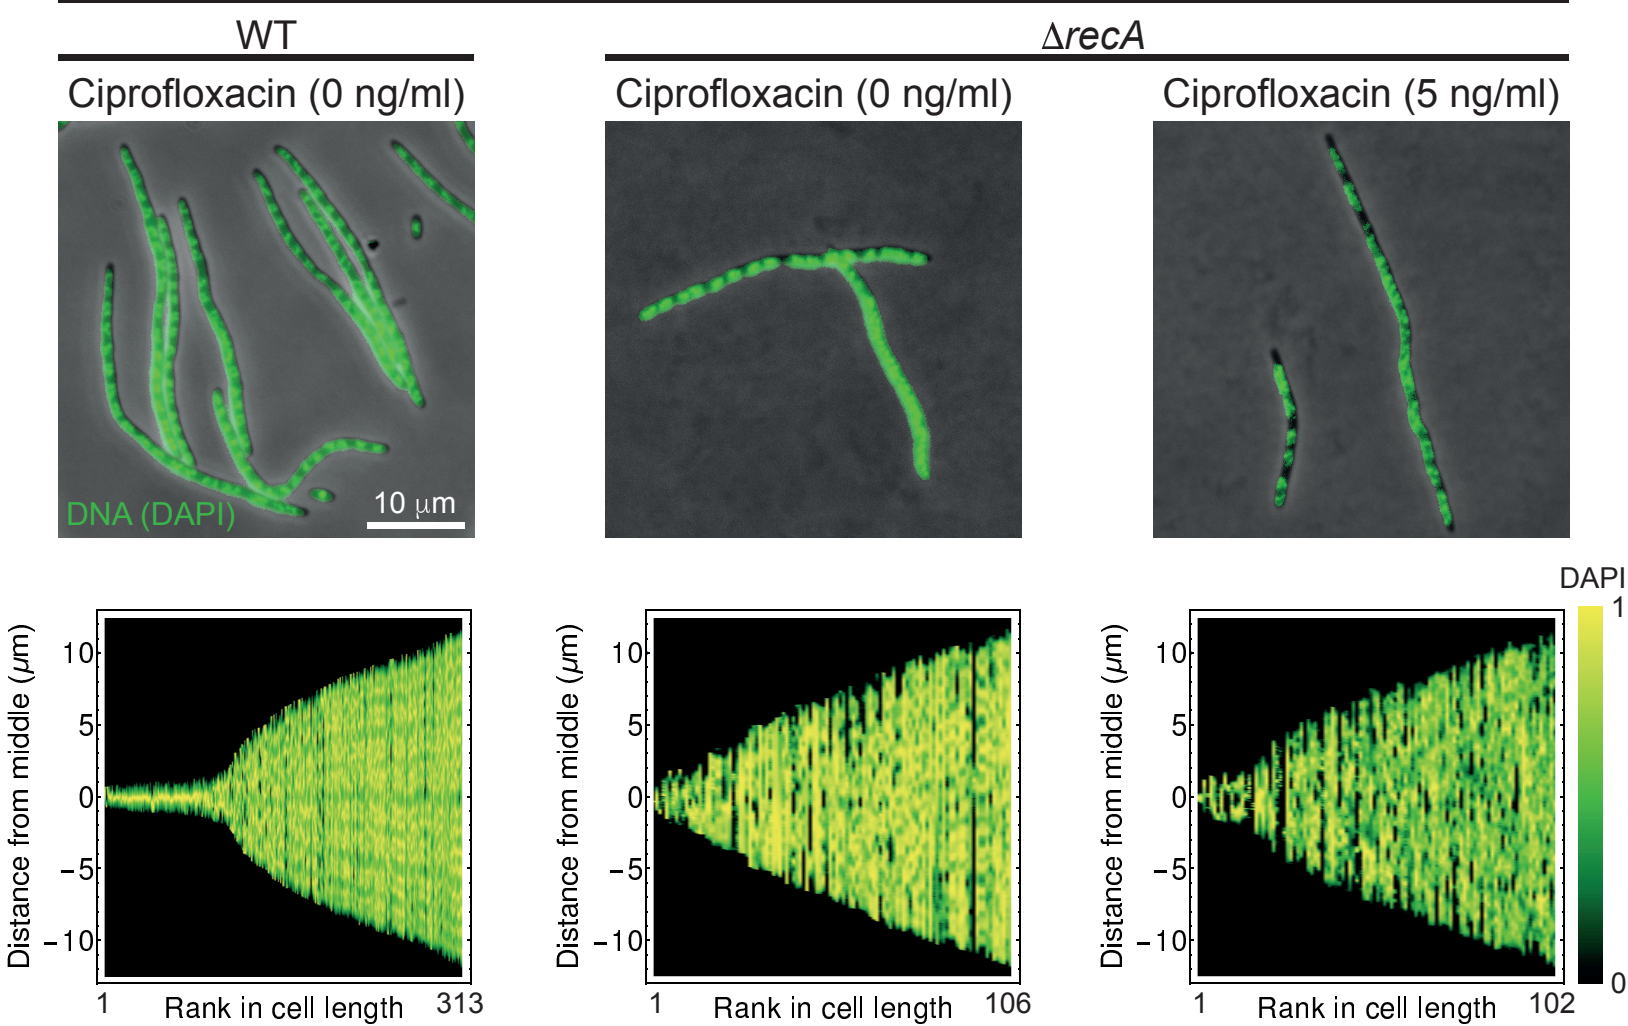 WT
ΔrecA
Ciprofloxacin (0 ng/ml)
Ciprofloxacin (0 ng/ml)
Ciprofloxacin (5 ng/ml)
DNA (DAPI)
10 μm
DAPI
1
0
Distance from middle (μm)
10
5
0
−5
−10
1
Rank in cell length
313
Distance from middle (μm)
10
5
0
−5
−10
1
Rank in cell length
106
Distance from middle (μm)
10
5
0
−5
−10
1
Rank in cell length
102